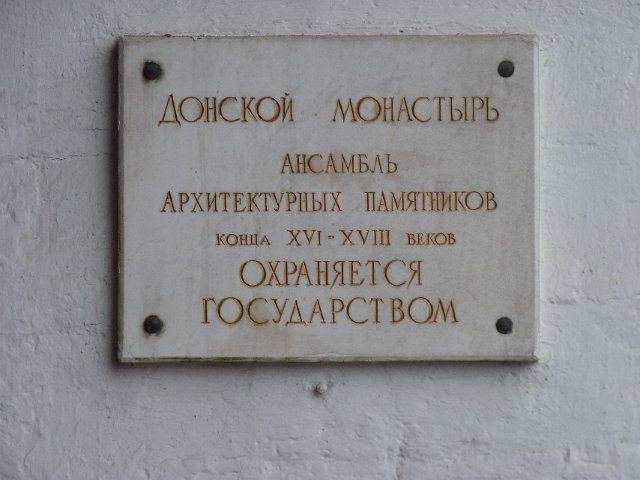 ДОНСКОЙ МОНАСТЫРЬ
АНСАМБЛЬ
АРХИТЕКТУРНЫХ ПАМЯТНИКОВ
КОНЦА XVI - XVIII ВЕКОВ
ОХРАНЯЕТСЯ
ГОСУДАРСТВОМ